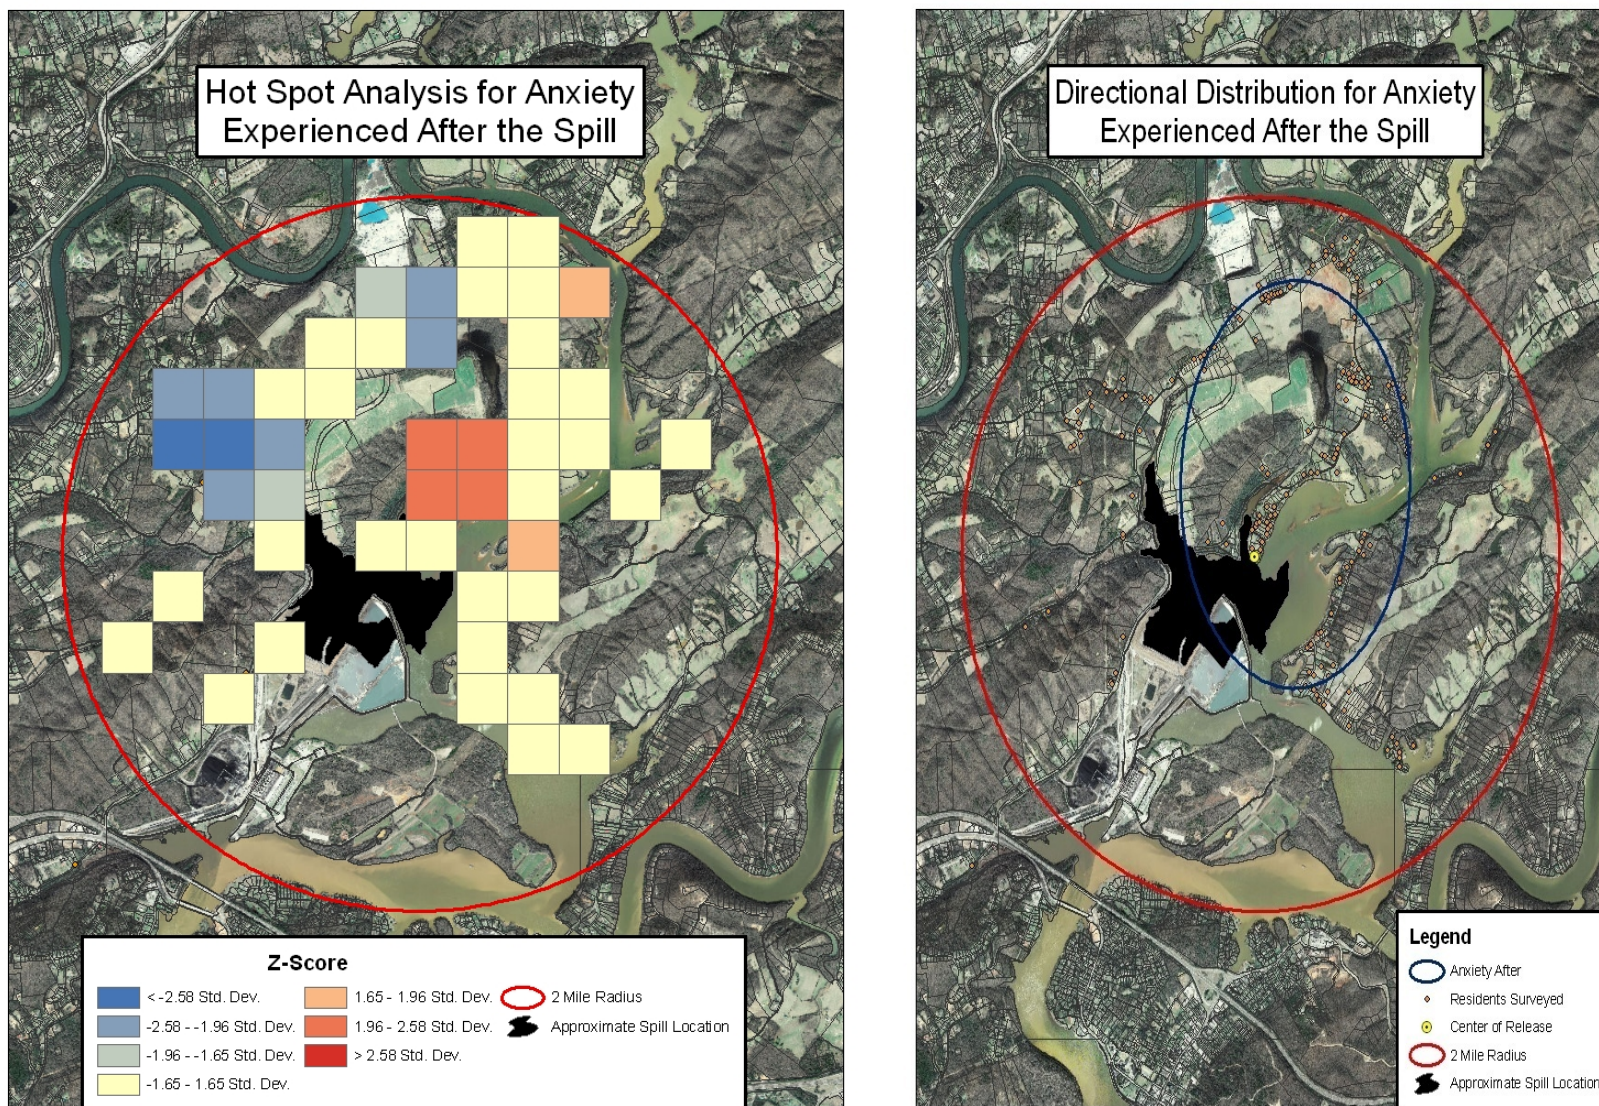 Hot Spot Analysis for Anxiety
Experienced After the Spill
Z-Score
< -2.58 Std. Dev.
-2.58 - -1.96 Std. Dev.
-1.96 - -1.65 Std. Dev.
-1.65 - 1.65 Std. Dev.
1.65 - 1.96 Std. Dev.
1.96 - 2.58 Std. Dev.
> 2.58 Std. Dev.
2 Mile Radius
Approximate Spill Location
Directional Distribution for Anxiety
Experienced After the Spill
Legend
Anxiety After
Residents Surveyed
Center of Release
2 Mile Radius
Approximate Spill Location